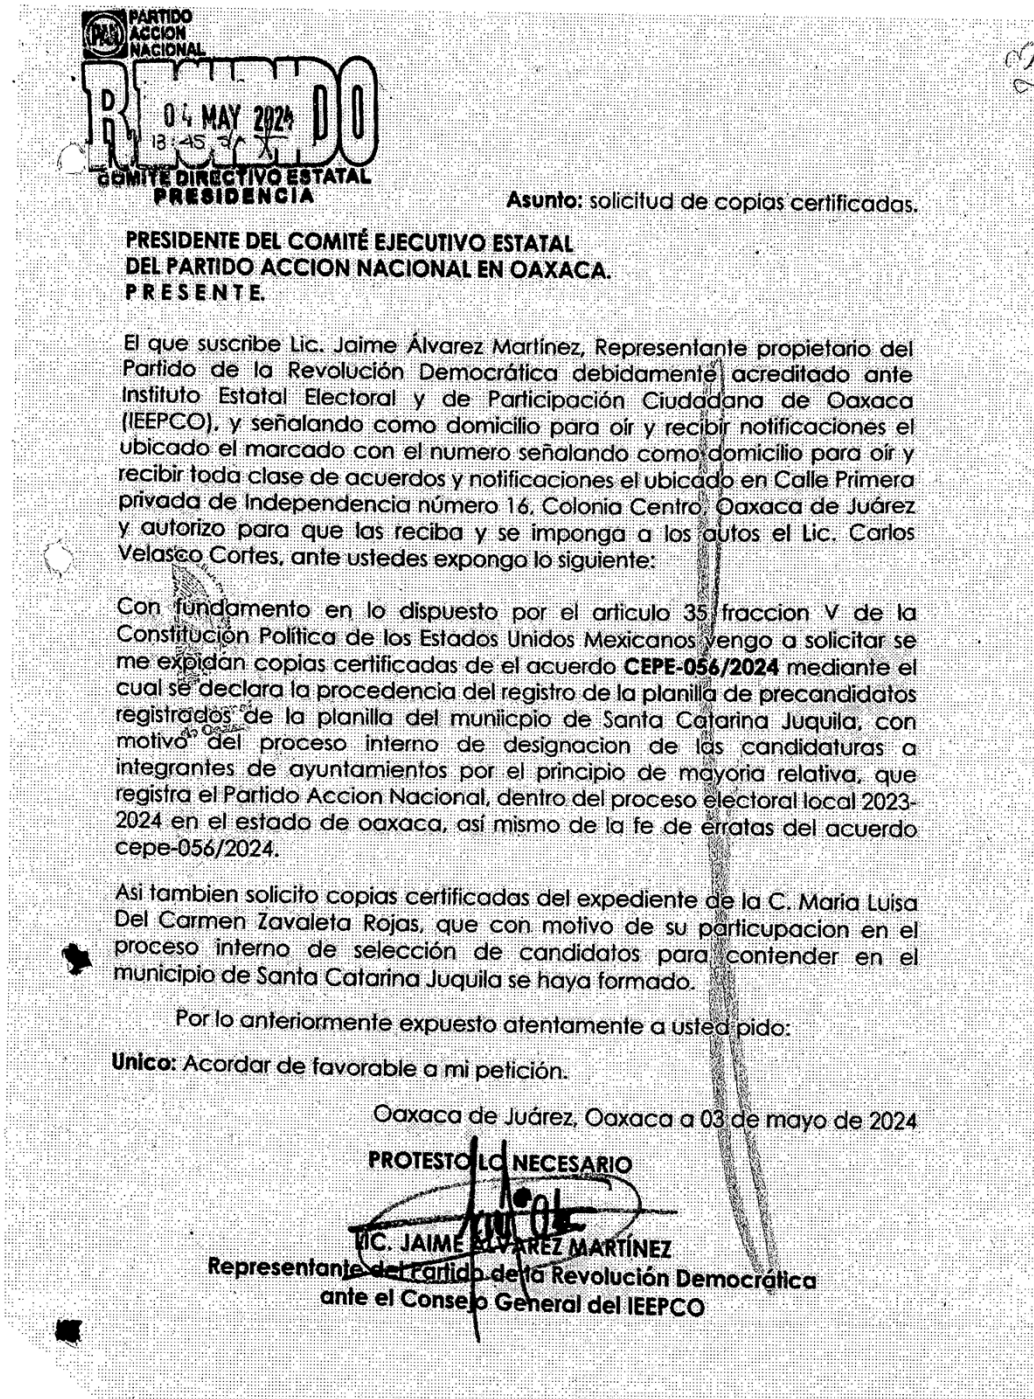 PARTIDO
ACCION
NACIONAL
PAN
RECIBIDO
04 MAY 2024
13:45
COMITÉ DIRECTIVO ESTATAL
PRESIDENCIA
Asunto: solicitud de copias certificadas.
PRESIDENTE DEL COMITÉ EJECUTIVO ESTATAL
DEL PARTIDO ACCION NACIONAL EN OAXACA.
P R E S E N T E.
El que suscribe Lic. Jaime Álvarez Martínez, Representante propietario del
Partido de la Revolución Democrática debidamente acreditado ante
Instituto Estatal Electoral y de Participación Ciudadana de Oaxaca
(IEEPCO), y señalando como domicilio para oír y recibir notificaciones el
ubicado el marcado con el numero señalando como domicilio para oír y
recibir toda clase de acuerdos y notificaciones el ubicado en Calle Primera
privada de Independencia número 16, Colonia Centro, Oaxaca de Juárez
y autorizo para que las reciba y se imponga a los autos el Lic. Carlos
Velasco Cortes, ante ustedes expongo lo siguiente:
Con fundamento en lo dispuesto por el articulo 35 fraccion V de la
Constitución Política de los Estados Unidos Mexicanos vengo a solicitar se
me expidan copias certificadas de el acuerdo CEPE-056/2024 mediante el
cual se declara la procedencia del registro de la planilla de precandidatos
registrados de la planilla del muniicpio de Santa Catarina Juquila, con
motivo del proceso interno de designacion de las candidaturas a
integrantes de ayuntamientos por el principio de mayoria relativa, que
registra el Partido Accion Nacional, dentro del proceso electoral local 2023-
2024 en el estado de oaxaca, así mismo de la fe de erratas del acuerdo
cepe-056/2024.
Asi tambien solicito copias certificadas del expediente de la C. Maria Luisa
Del Carmen Zavaleta Rojas, que con motivo de su particupacion en el
proceso interno de selección de candidatos para contender en el
municipio de Santa Catarina Juquila se haya formado.
Por lo anteriormente expuesto atentamente a usted pido:
Unico: Acordar de favorable a mi petición.
Oaxaca de Juárez, Oaxaca a 03 de mayo de 2024
PROTESTO LO NECESARIO
LIC. JAIME ALVAREZ MARTÍNEZ
Representante del Partido de la Revolución Democrática
ante el Consejo General del IEEPCO